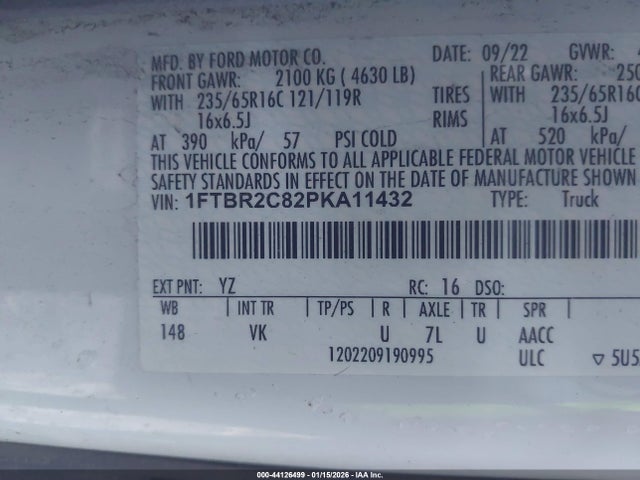 MFD. BY FORD MOTOR CO. DATE: 09/22 GVWR:
FRONT GAWR: 2100 KG ( 4630 LB) REAR GAWR: 250
WITH 235/65R16C 121/119R TIRES WITH 235/65R16C
16x6.5J RIMS 16x6.5J
AT 390 kPa/ 57 PSI COLD AT 520 kPa/
THIS VEHICLE CONFORMS TO ALL APPLICABLE FEDERAL MOTOR VEHICLE
SAFETY STANDARDS IN EFFECT ON THE DATE OF MANUFACTURE SHOWN
VIN: 1FTBR2C82PKA11432 TYPE: Truck
EXT PNT: YZ RC: 16 DSO:
WB | INT TR | TP/PS | R | AXLE | TR | SPR
148 VK U 7L U AACC
1202209190995 ULC ▽ 5U5
000-44126499 - 01/15/2026 - IAA Inc.